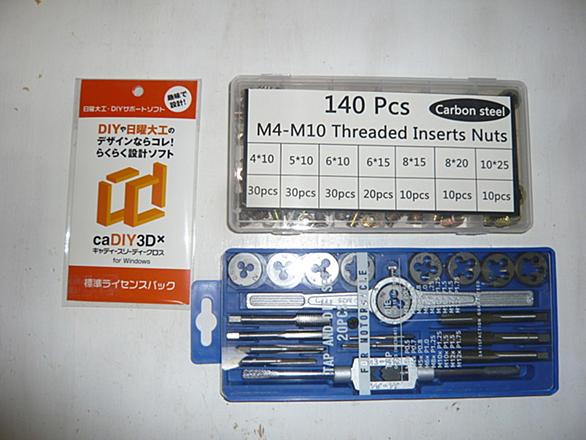 日曜大工・DIYサポートソフト
趣味で
設計!
DIYや日曜大工の
デザインならコレ!
らくらく設計ソフト
caDIY3D×
キャディ・スリーディ・クロス
for Windows
標準ライセンスパック
140 Pcs
Carbon steel
M4-M10 Threaded Inserts Nuts
4*10 5*10 6*10 6*15 8*15 8*20 10*25
30pcs 30pcs 30pcs 20pcs 10pcs 10pcs 10pcs
TAP AND D
20PC
FOR MOTORCYCLE